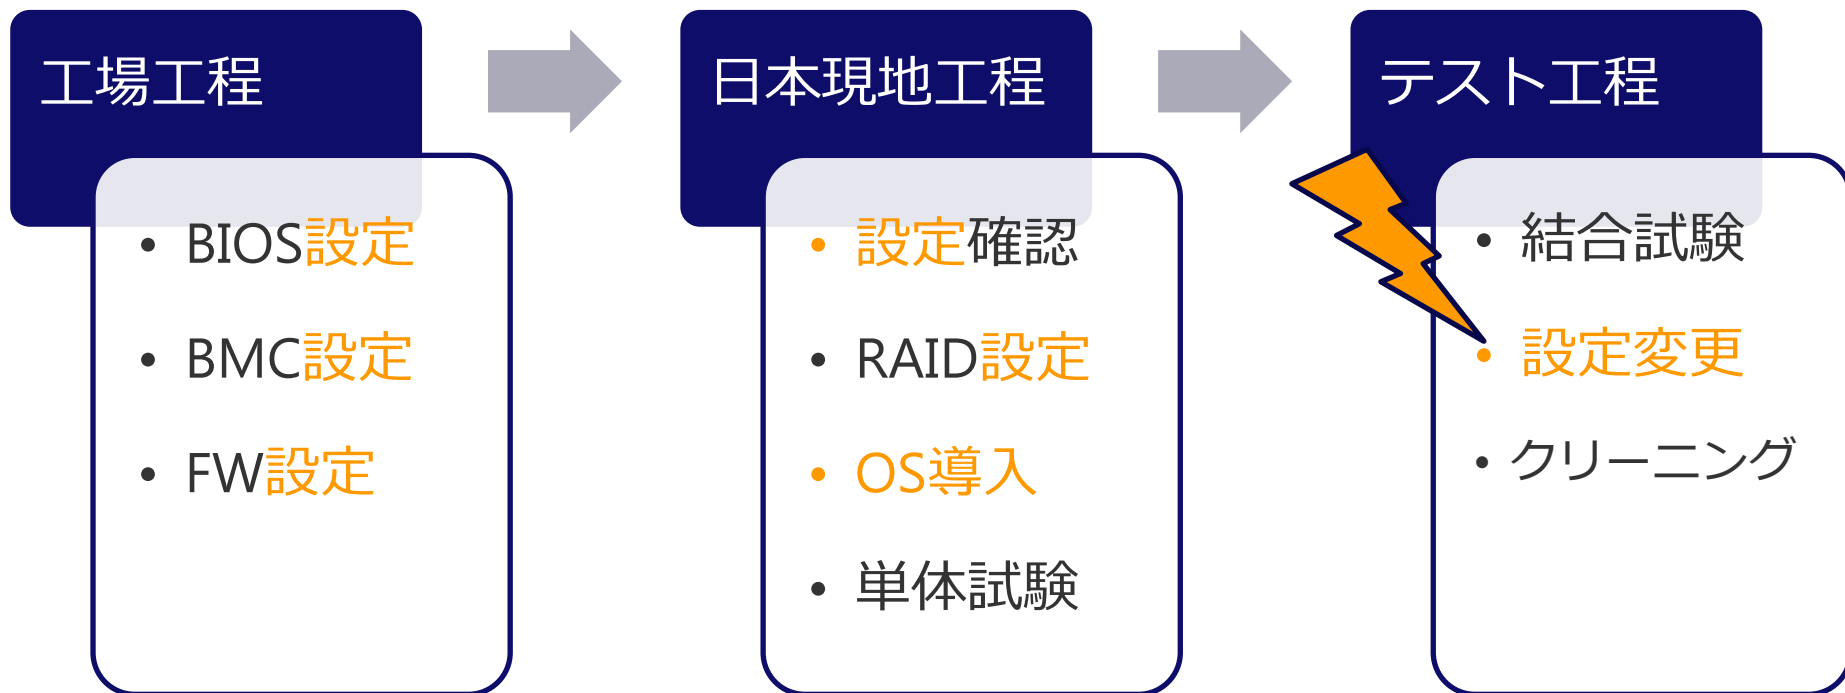 工場工程
• BIOS設定
• BMC設定
• FW設定
日本現地工程
• 設定確認
• RAID設定
• OS導入
• 単体試験
テスト工程
• 結合試験
• 設定変更
• クリーニング